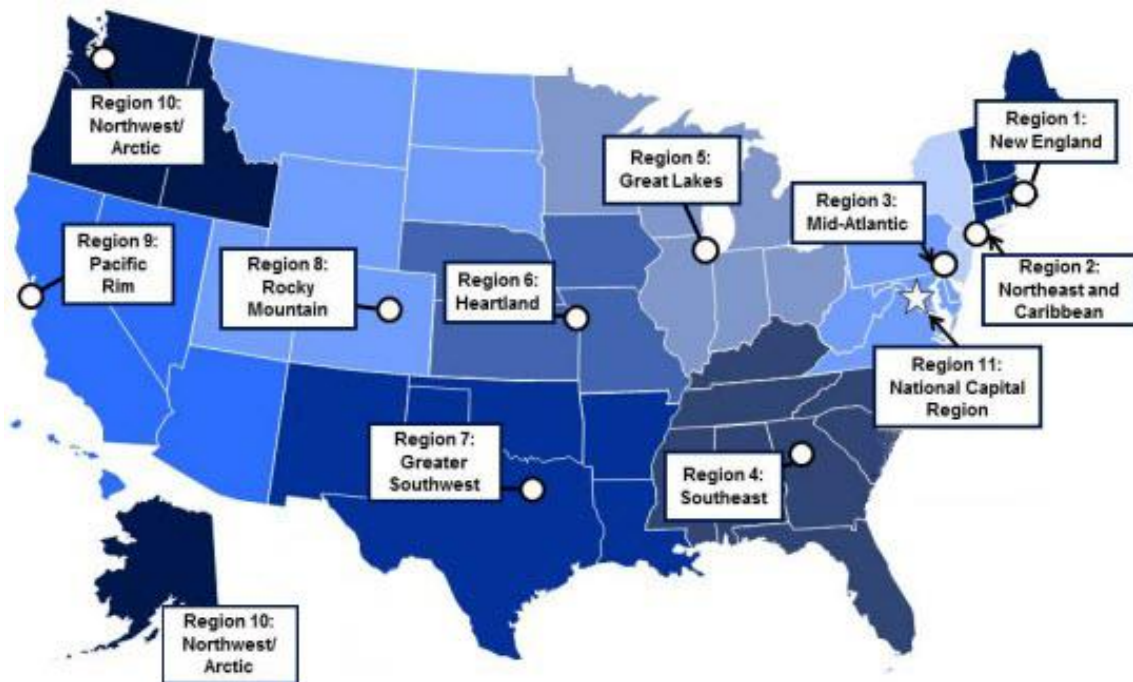 Region 10:
Northwest/
Arctic
Region 1:
New England
Region 5:
Great Lakes
Region 3:
Mid-Atlantic
Region 9:
Pacific
Rim
Region 8:
Rocky
Mountain
Region 6:
Heartland
Region 2:
Northeast and
Caribbean
Region 11:
National Capital
Region
Region 7:
Greater
Southwest
Region 4:
Southeast
Region 10:
Northwest/
Arctic